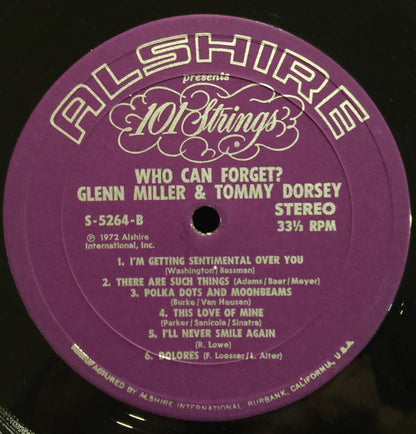 ALSHIRE
presents
101 Strings
WHO CAN FORGET?
GLENN MILLER & TOMMY DORSEY
S-5264-B
STEREO
℗ 1972 Alshire
International, Inc.
33⅓ RPM
1. I'M GETTING SENTIMENTAL OVER YOU
(Washington/Bassman)
2. THERE ARE SUCH THINGS (Adams/Baer/Meyer)
3. POLKA DOTS AND MOONBEAMS
(Burke/Van Heusen)
4. THIS LOVE OF MINE
(Parker/Sanicola/Sinatra)
5. I'LL NEVER SMILE AGAIN
(R. Lowe)
6. DOLORES (F. Loesser/L. Alter)
MANUFACTURED BY ALSHIRE INTERNATIONAL, BURBANK, CALIFORNIA, U.S.A.